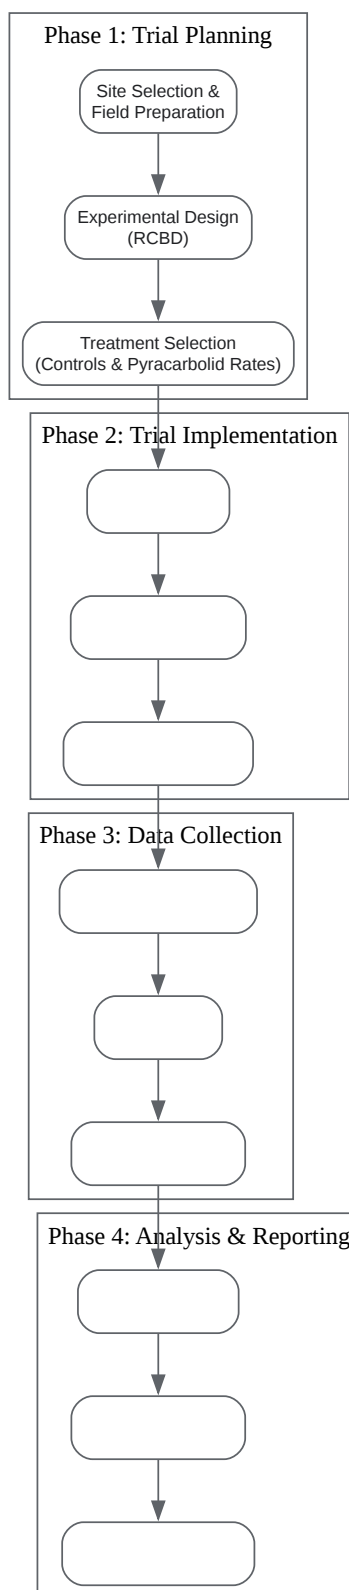 Phase 1: Trial Planning
Site Selection &
Field Preparation
Experimental Design
(RCBD)
Treatment Selection
(Controls & Pyracarbolid Rates)
Phase 2: Trial Implementation
Phase 3: Data Collection
Phase 4: Analysis & Reporting